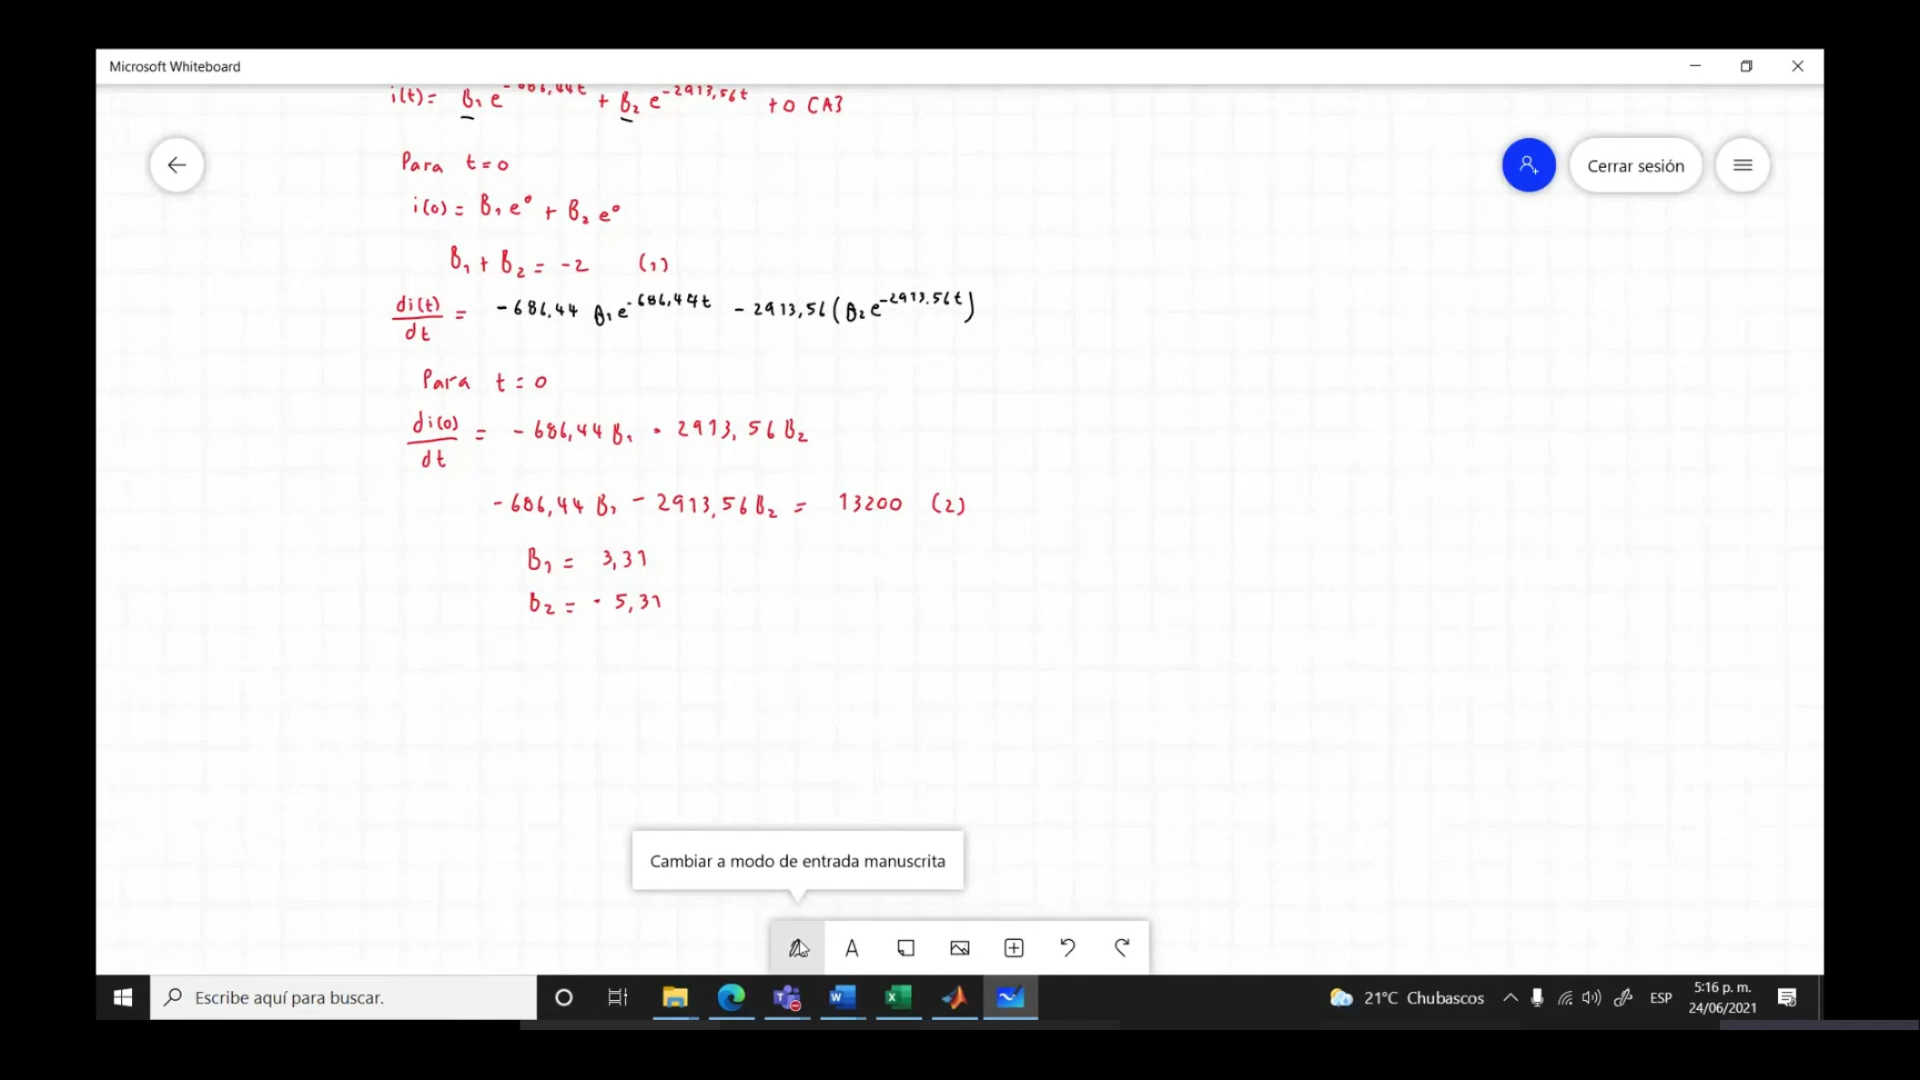 Microsoft Whiteboard
i(t) = B₁ e^-686,44t + B₂ e^-2913,56t + 0 [A]
Para t = 0
Cerrar sesión
i(0) = B₁ e⁰ + B₂ e⁰
B₁ + B₂ = -2 (1)
di(t)/dt = -686,44 B₁ e^-686,44t - 2913,56 (B₂ e^-2913.56t)
Para t = 0
di(0)/dt = - 686,44 B₁ - 2913,56 B₂
-686,44 B₁ - 2913,56 B₂ = 13200 (2)
B₁ = 3,31
B₂ = - 5,31
Cambiar a modo de entrada manuscrita
Escribe aquí para buscar.
21°C Chubascos
ESP
5:16 p. m.
24/06/2021